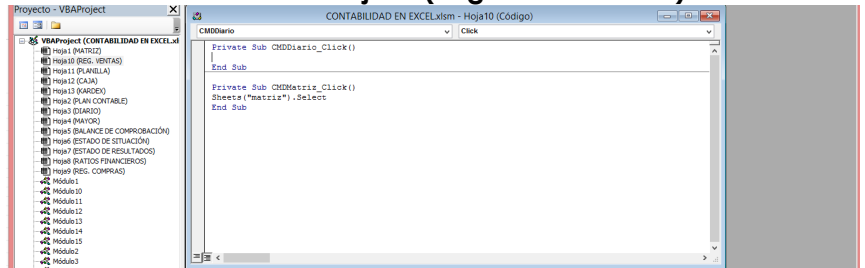 Proyecto - VBAProject
VBAProject (CONTABILIDAD EN EXCEL.xl
Hoja1 (MATRIZ)
Hoja10 (REG. VENTAS)
Hoja11 (PLANILLA)
Hoja12 (CAJA)
Hoja13 (KARDEX)
Hoja2 (PLAN CONTABLE)
Hoja3 (DIARIO)
Hoja4 (MAYOR)
Hoja5 (BALANCE DE COMPROBACIÓN)
Hoja6 (ESTADO DE SITUACIÓN)
Hoja7 (ESTADO DE RESULTADOS)
Hoja8 (RATIOS FINANCIEROS)
Hoja9 (REG. COMPRAS)
Módulo1
Módulo10
Módulo11
Módulo12
Módulo13
Módulo14
Módulo15
Módulo2
Módulo3
CONTABILIDAD EN EXCEL.xlsm - Hoja10 (Código)
CMDDiario
Click
Private Sub CMDDiario_Click()
End Sub
Private Sub CMDMatriz_Click()
Sheets("matriz").Select
End Sub